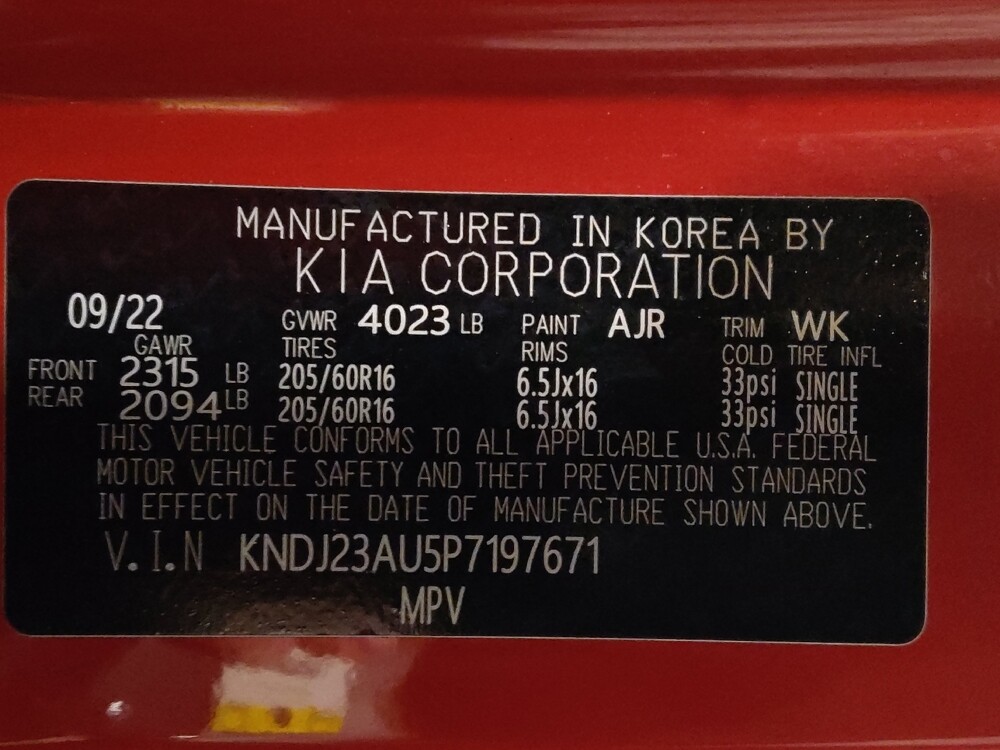 MANUFACTURED IN KOREA BY
KIA CORPORATION
09/22 GVWR 4023 LB PAINT AJR TRIM WK
GAWR TIRES RIMS COLD TIRE INFL
FRONT 2315 LB 205/60R16 6.5Jx16 33psi SINGLE
REAR 2094 LB 205/60R16 6.5Jx16 33psi SINGLE
THIS VEHICLE CONFORMS TO ALL APPLICABLE U.S.A. FEDERAL
MOTOR VEHICLE SAFETY AND THEFT PREVENTION STANDARDS
IN EFFECT ON THE DATE OF MANUFACTURE SHOWN ABOVE.
V.I.N KNDJ23AU5P7197671
MPV